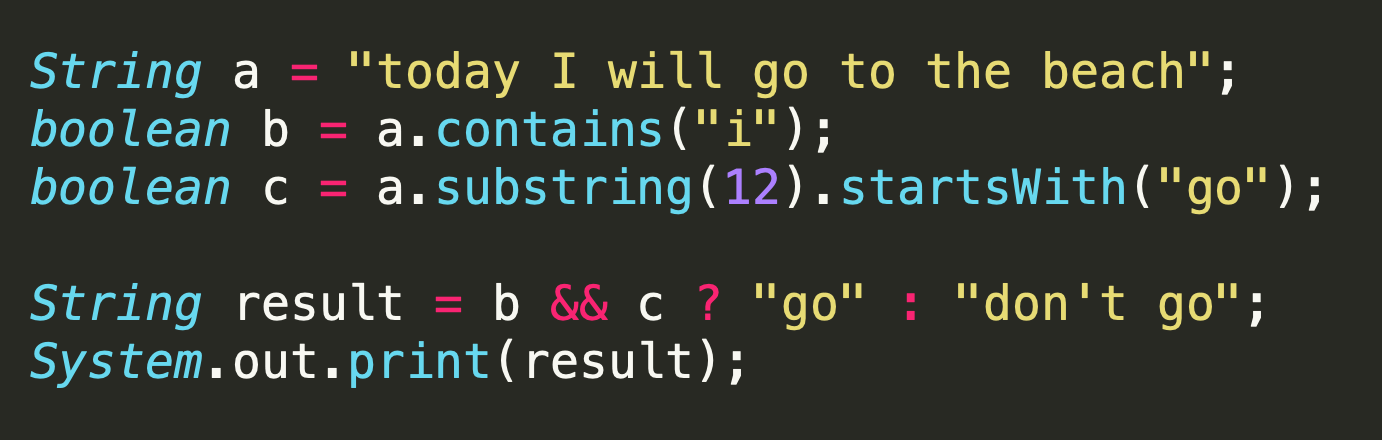 String a = "today I will go to the beach";
boolean b = a.contains("i");
boolean c = a.substring(12).startsWith("go");
String result = b && c ? "go" : "don't go";
System.out.print(result);